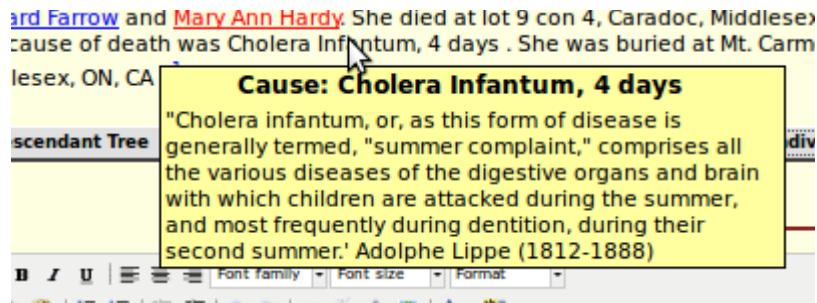 ard Farrow and Mary Ann Hardy. She died at lot 9 con 4, Caradoc, Middlesex
cause of death was Cholera Infantum, 4 days . She was buried at Mt. Carm
lesex, ON, CA
Cause: Cholera Infantum, 4 days
"Cholera infantum, or, as this form of disease is
generally termed, "summer complaint," comprises all
the various diseases of the digestive organs and brain
with which children are attacked during the summer,
and most frequently during dentition, during their
second summer.' Adolphe Lippe (1812-1888)
scendant Tree
ndiv
B I U Font family Font size Format